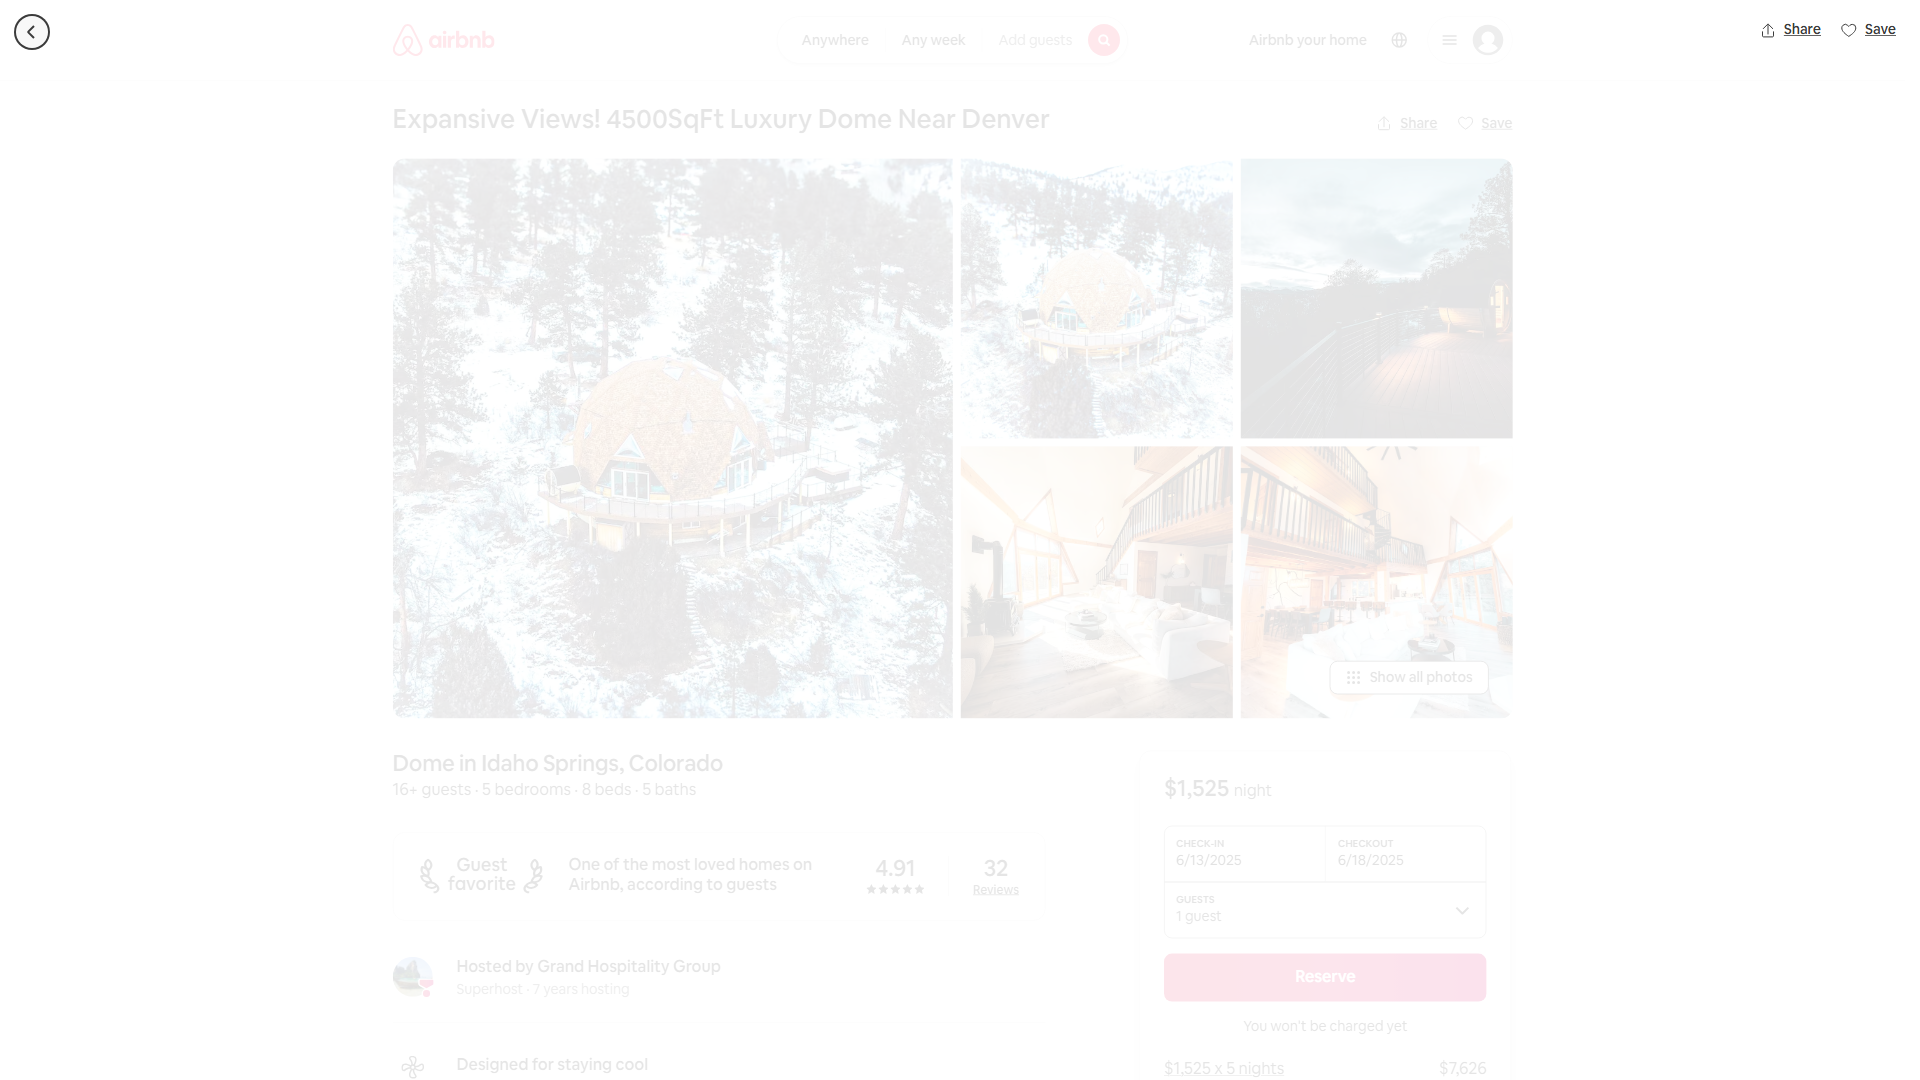 airbnb
Anywhere
Any week
Add guests
Airbnb your home
Share
Save
Expansive Views! 4500SqFt Luxury Dome Near Denver
Share
Save
Show all photos
Dome in Idaho Springs, Colorado
16+ guests · 5 bedrooms · 8 beds · 5 baths
$1,525 night
CHECK-IN
6/13/2025
CHECKOUT
6/18/2025
Guest
favorite
One of the most loved homes on
Airbnb, according to guests
4.91
32
Reviews
GUESTS
1 guest
Hosted by Grand Hospitality Group
Superhost · 7 years hosting
Reserve
You won't be charged yet
Designed for staying cool
$1,525 x 5 nights
$7,626